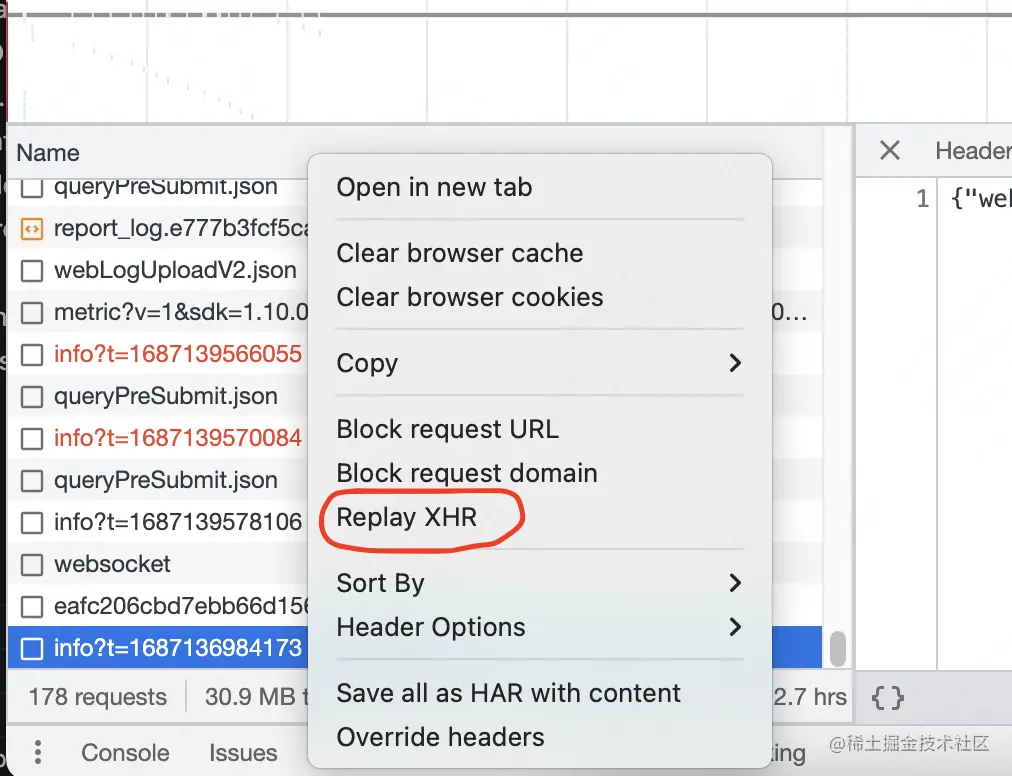 Name
queryPreSubmit.json
report_log.e777b3fcf5ca
webLogUploadV2.json
metric?v=1&sdk=1.10.0
0...
info?t=1687139566055
queryPreSubmit.json
info?t=1687139570084
queryPreSubmit.json
info?t=1687139578106
websocket
eafc206cbd7ebb66d156
info?t=1687136984173
178 requests
30.9 MB t
2.7 hrs
Console
Issues
king
Open in new tab
Clear browser cache
Clear browser cookies
Copy
Block request URL
Block request domain
Replay XHR
Sort By
Header Options
Save all as HAR with content
Override headers
Header
1 {"wel
{}
@稀土掘金技术社区